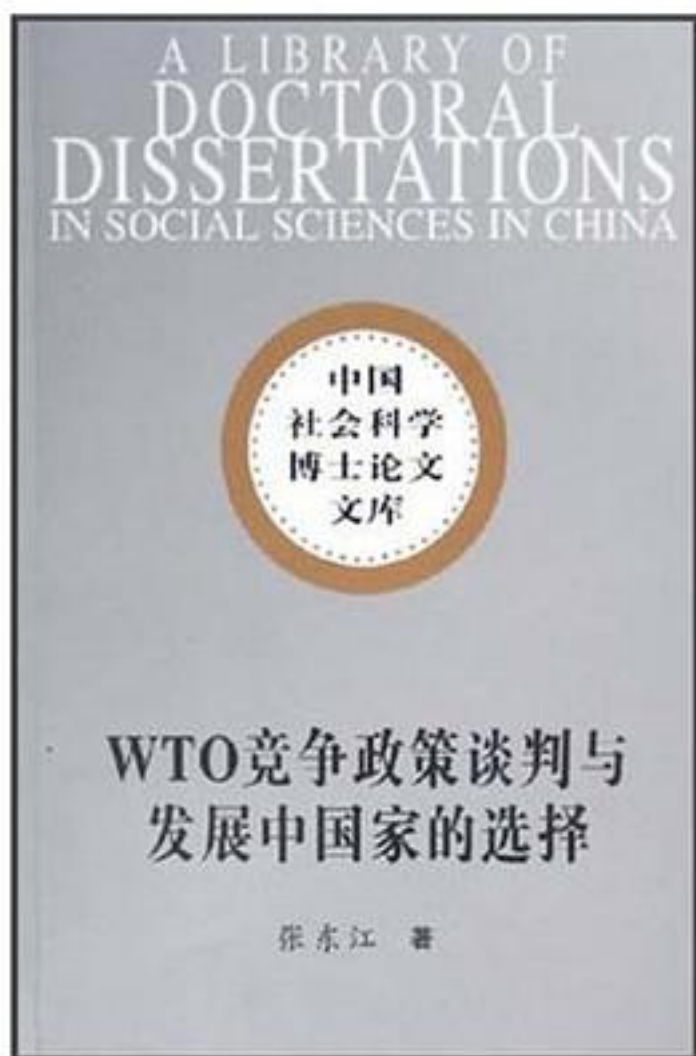 A LIBRARY OF
DOCTORAL
DISSERTATIONS
IN SOCIAL SCIENCES IN CHINA
中国
社会科学
博士论文
文库
WTO竞争政策谈判与
发展中国家的选择
张东江 著